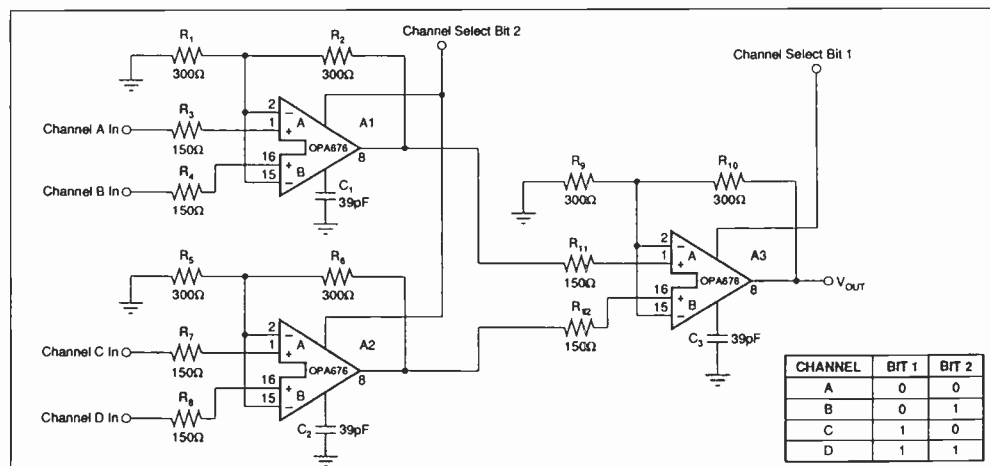 Channel Select Bit 2
Channel Select Bit 1
R1
300Ω
R2
300Ω
Channel A In
R3
150Ω
2
1
−
+
A
OPA676
A1
8
Channel B In
R4
150Ω
16
15
+
−
B
C1
39pF
R5
300Ω
R6
300Ω
Channel C In
R7
150Ω
2
1
−
+
A
OPA676
A2
8
Channel D In
R8
150Ω
16
15
+
−
B
C2
39pF
R9
300Ω
R10
300Ω
R11
150Ω
2
1
−
+
A
OPA676
A3
8
VOUT
R12
150Ω
16
15
+
−
B
C3
39pF
CHANNEL BIT 1 BIT 2
A 0 0
B 0 1
C 1 0
D 1 1